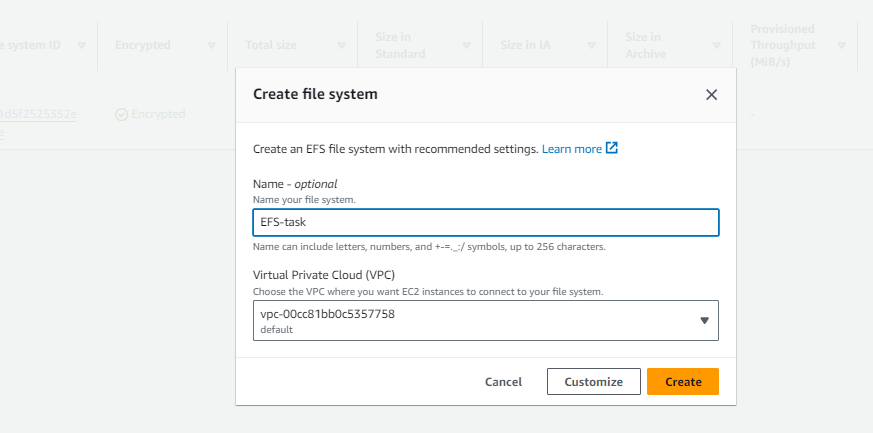 e system ID
Encrypted
Total size
Size in
Standard
Size in IA
Size in
Archive
Provisioned
Throughput
(MiB/s)
1d5f2525352e
e
Encrypted
-
Create file system
Create an EFS file system with recommended settings. Learn more
Name - optional
Name your file system.
EFS-task
Name can include letters, numbers, and +-=._:/ symbols, up to 256 characters.
Virtual Private Cloud (VPC)
Choose the VPC where you want EC2 instances to connect to your file system.
vpc-00cc81bb0c5357758
default
Cancel
Customize
Create